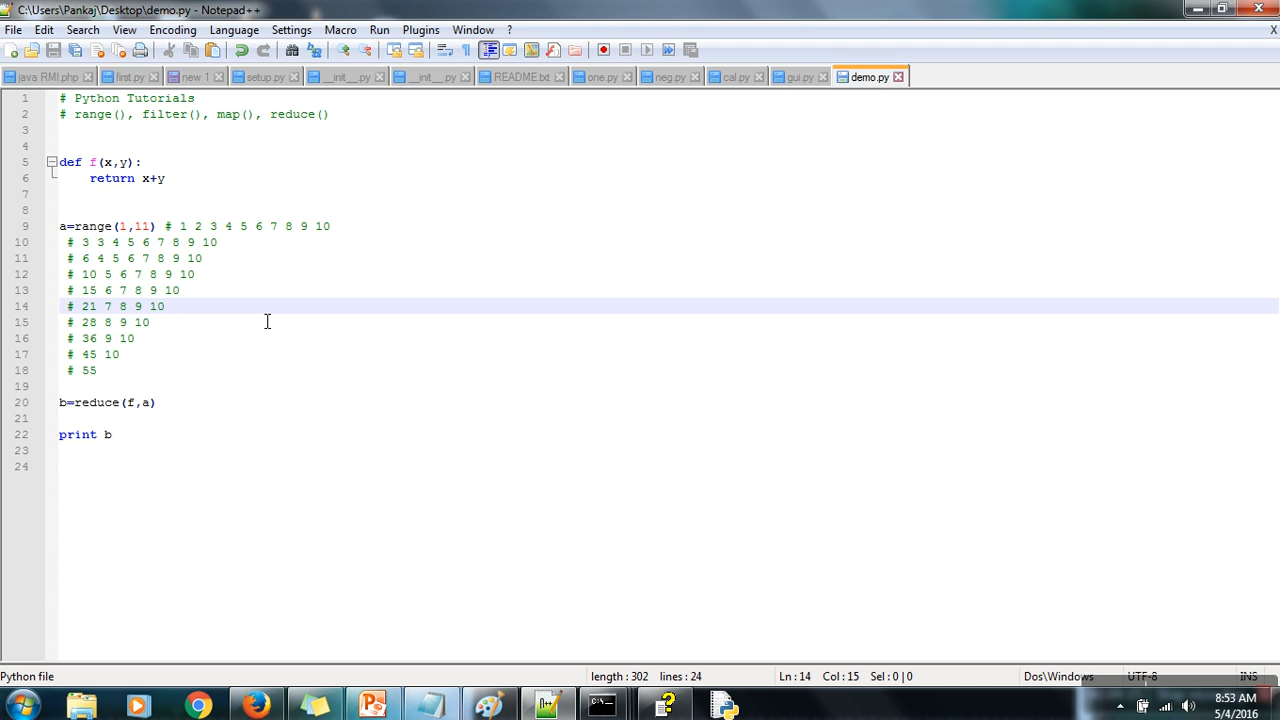 C:\Users\Pankaj\Desktop\demo.py - Notepad++
File Edit Search View Encoding Language Settings Macro Run Plugins Window ? X
java RMI.php first.py new 1 setup.py __init__.py __init__.py README.txt one.py neg.py cal.py gui.py demo.py
1 # Python Tutorials
2 # range(), filter(), map(), reduce()
3
4
5 def f(x,y):
6 return x+y
7
8
9 a=range(1,11) # 1 2 3 4 5 6 7 8 9 10
10 # 3 3 4 5 6 7 8 9 10
11 # 6 4 5 6 7 8 9 10
12 # 10 5 6 7 8 9 10
13 # 15 6 7 8 9 10
14 # 21 7 8 9 10
15 # 28 8 9 10
16 # 36 9 10
17 # 45 10
18 # 55
19
20 b=reduce(f,a)
21
22 print b
23
24
Python file length : 302 lines : 24 Ln : 14 Col : 15 Sel : 0 | 0 Dos\Windows UTF-8 INS
8:53 AM
5/4/2016